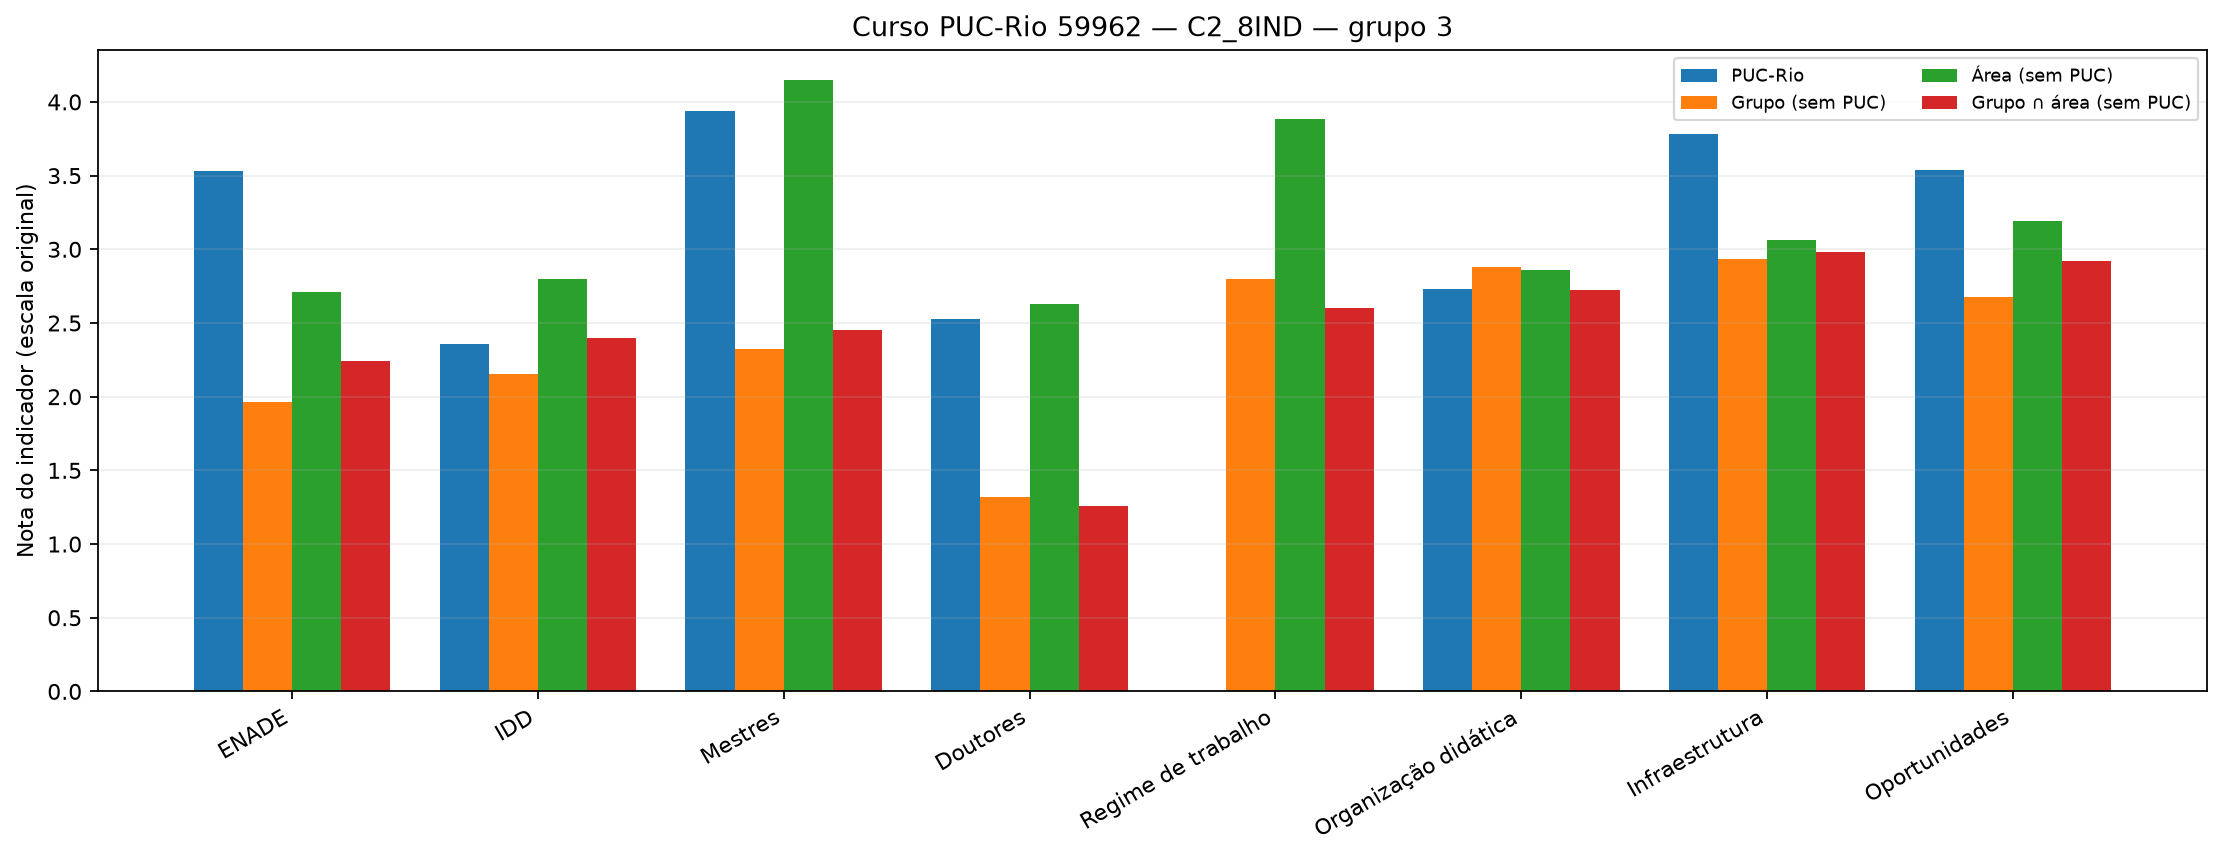 Curso PUC-Rio 59962 — C2_8IND — grupo 3
PUC-Rio
Grupo (sem PUC)
Área (sem PUC)
Grupo ∩ área (sem PUC)
Nota do indicador (escala original)
4.0
3.5
3.0
2.5
2.0
1.5
1.0
0.5
0.0
ENADE
IDD
Mestres
Doutores
Regime de trabalho
Organização didática
Infraestrutura
Oportunidades